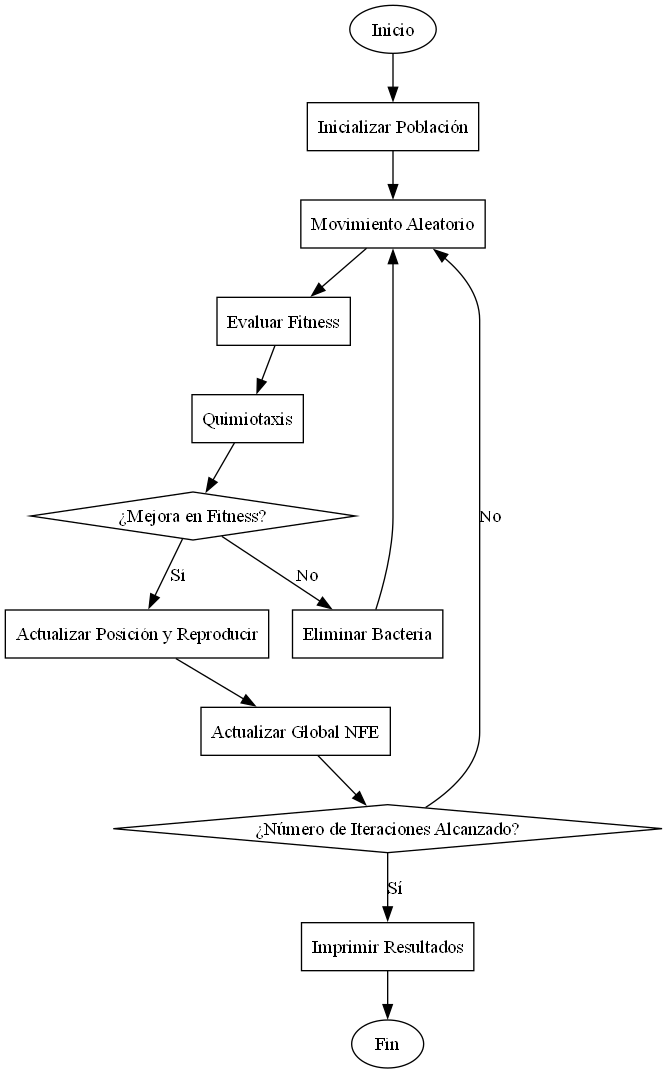 Inicio
Inicializar Población
Movimiento Aleatorio
Evaluar Fitness
Quimiotaxis
¿Mejora en Fitness?
No
Sí
No
Actualizar Posición y Reproducir
Eliminar Bacteria
Actualizar Global NFE
¿Número de Iteraciones Alcanzado?
Sí
Imprimir Resultados
Fin